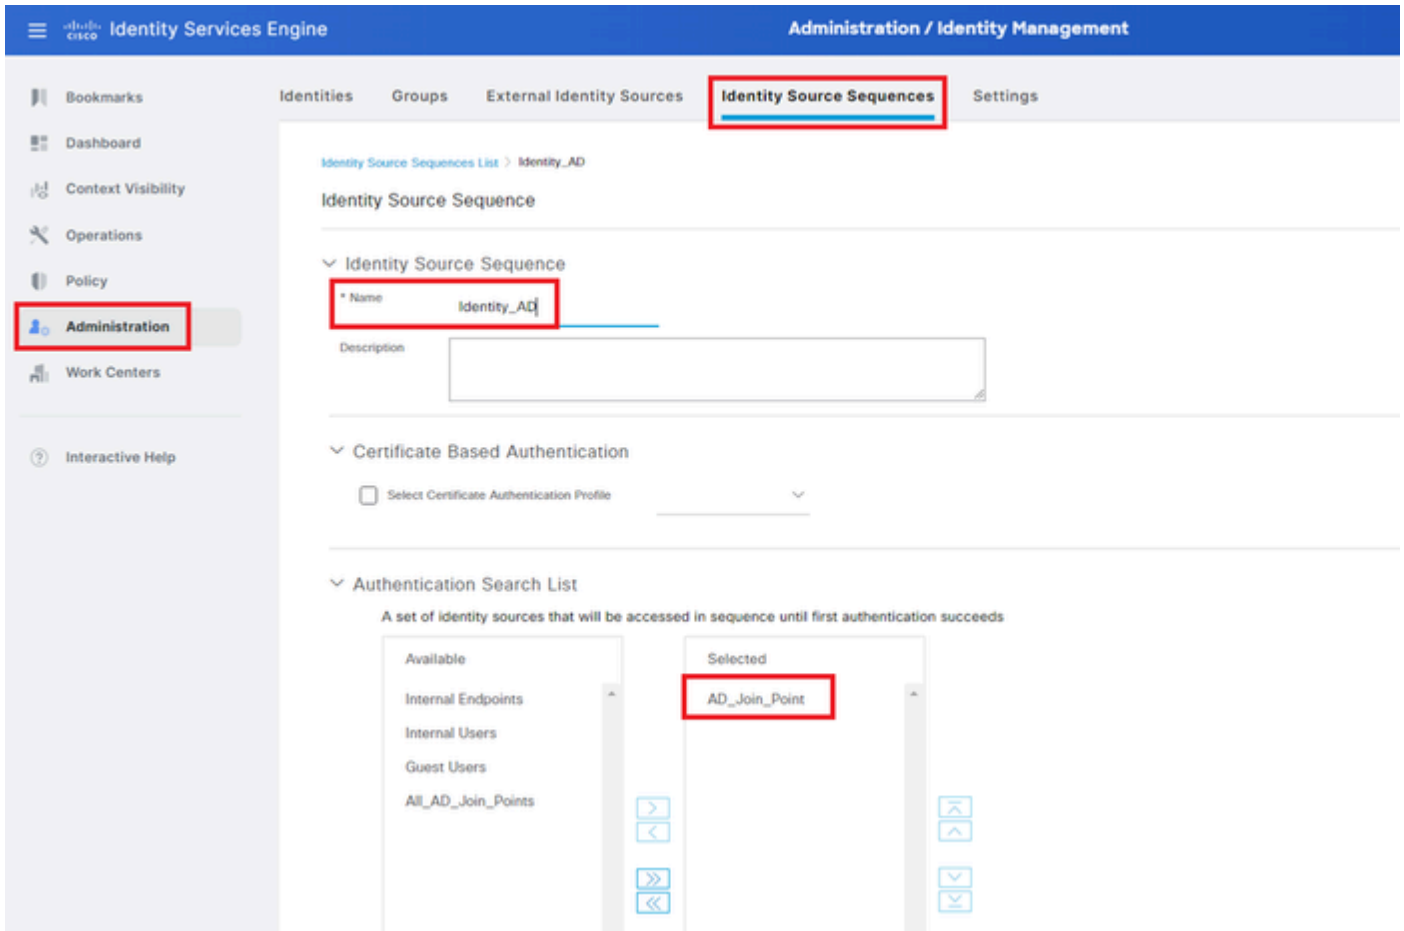 cisco Identity Services Engine
Administration / Identity Management
Bookmarks
Dashboard
Context Visibility
Operations
Policy
Administration
Work Centers
Interactive Help
Identities Groups External Identity Sources Identity Source Sequences Settings
Identity Source Sequences List > Identity_AD
Identity Source Sequence
Identity Source Sequence
* Name Identity_AD
Description
Certificate Based Authentication
Select Certificate Authentication Profile
Authentication Search List
A set of identity sources that will be accessed in sequence until first authentication succeeds
Available
Internal Endpoints
Internal Users
Guest Users
All_AD_Join_Points
Selected
AD_Join_Point